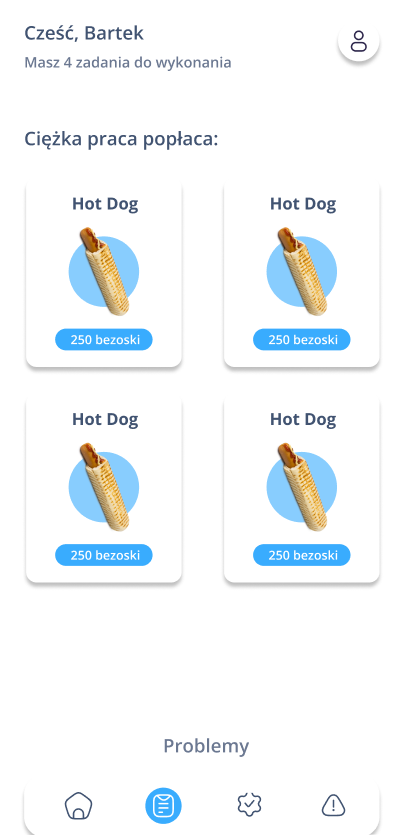 Cześć, Bartek
Masz 4 zadania do wykonania
Ciężka praca popłaca:
Hot Dog
Hot Dog
250 bezoski
250 bezoski
Hot Dog
Hot Dog
250 bezoski
250 bezoski
Problemy